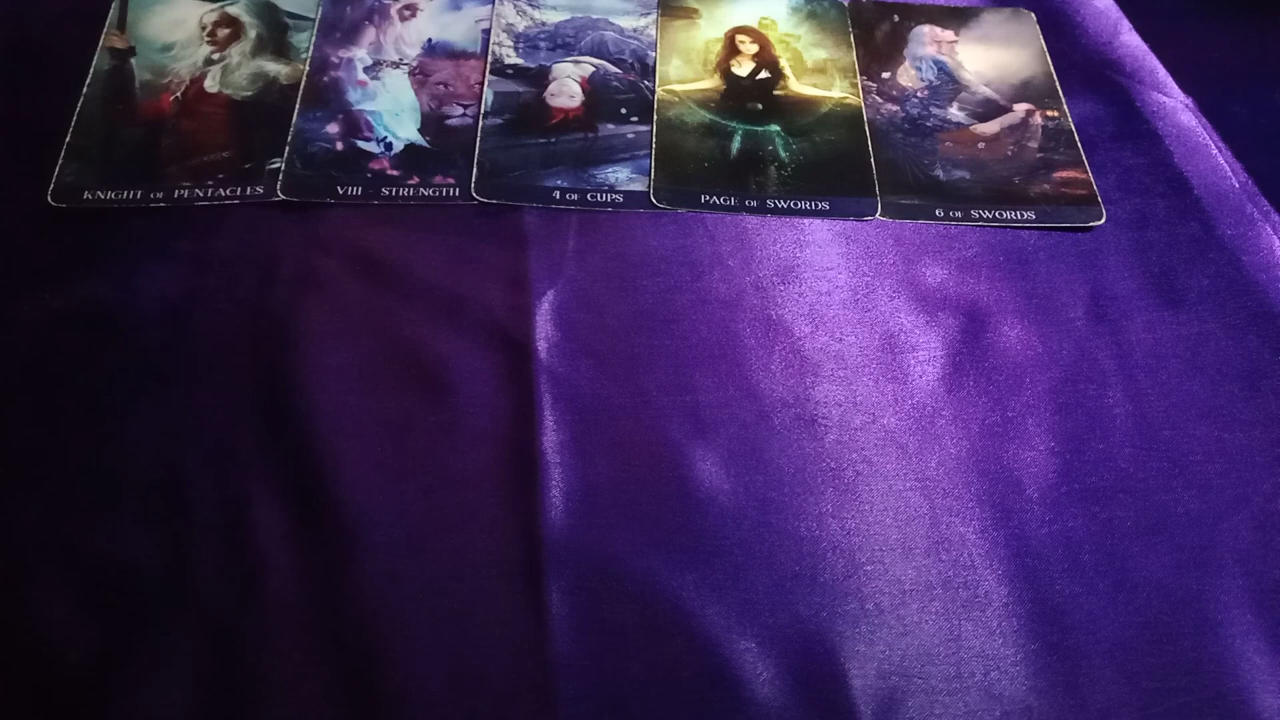 KNIGHT OF PENTACLES
VIII - STRENGTH
4 OF CUPS
PAGE OF SWORDS
6 OF SWORDS